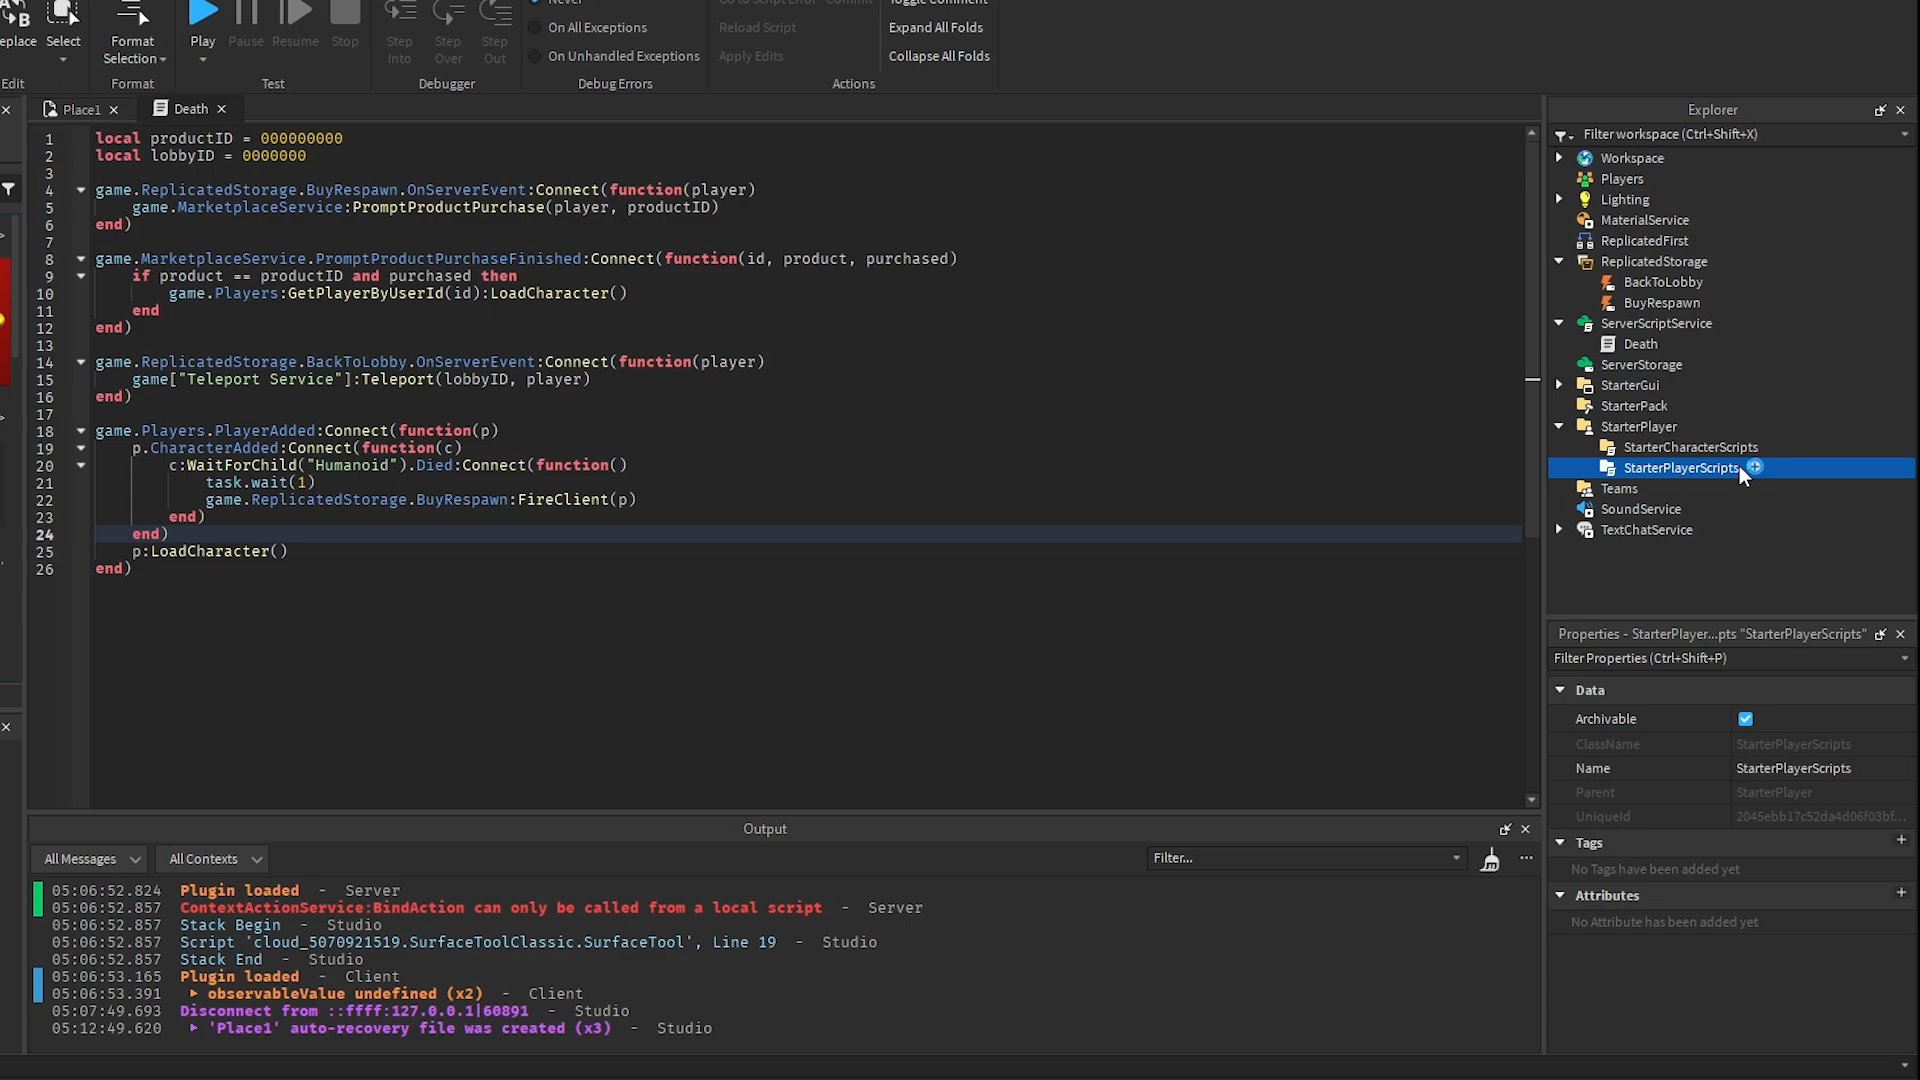 Replace
Select
Edit
Format
Selection
Format
Play
Pause
Resume
Stop
Test
Step
Into
Step
Over
Step
Out
Debugger
Never
On All Exceptions
On Unhandled Exceptions
Debug Errors
Go to Script Error
Commit
Reload Script
Apply Edits
Toggle Comment
Expand All Folds
Collapse All Folds
Actions
Place1
Death
1 local productID = 000000000
2 local lobbyID = 0000000
3
4 game.ReplicatedStorage.BuyRespawn.OnServerEvent:Connect(function(player)
5 game.MarketplaceService:PromptProductPurchase(player, productID)
6 end)
7
8 game.MarketplaceService.PromptProductPurchaseFinished:Connect(function(id, product, purchased)
9 if product == productID and purchased then
10 game.Players:GetPlayerByUserId(id):LoadCharacter()
11 end
12 end)
13
14 game.ReplicatedStorage.BackToLobby.OnServerEvent:Connect(function(player)
15 game["Teleport Service"]:Teleport(lobbyID, player)
16 end)
17
18 game.Players.PlayerAdded:Connect(function(p)
19 p.CharacterAdded:Connect(function(c)
20 c:WaitForChild("Humanoid").Died:Connect(function()
21 task.wait(1)
22 game.ReplicatedStorage.BuyRespawn:FireClient(p)
23 end)
24 end)
25 p:LoadCharacter()
26 end)
Explorer
Filter workspace (Ctrl+Shift+X)
Workspace
Players
Lighting
MaterialService
ReplicatedFirst
ReplicatedStorage
BackToLobby
BuyRespawn
ServerScriptService
Death
ServerStorage
StarterGui
StarterPack
StarterPlayer
StarterCharacterScripts
StarterPlayerScripts
Teams
SoundService
TextChatService
Properties - StarterPlayer...pts "StarterPlayerScripts"
Filter Properties (Ctrl+Shift+P)
Data
Archivable
ClassName StarterPlayerScripts
Name StarterPlayerScripts
Parent StarterPlayer
UniqueId 2045ebb17c52da4d06f03bf...
Tags
No Tags have been added yet
Attributes
No Attribute has been added yet
Output
All Messages
All Contexts
Filter...
05:06:52.824 Plugin loaded - Server
05:06:52.857 ContextActionService:BindAction can only be called from a local script - Server
05:06:52.857 Stack Begin - Studio
05:06:52.857 Script 'cloud_5070921519.SurfaceToolClassic.SurfaceTool', Line 19 - Studio
05:06:52.857 Stack End - Studio
05:06:53.165 Plugin loaded - Client
05:06:53.391 observableValue undefined (x2) - Client
05:07:49.693 Disconnect from ::ffff:127.0.0.1|60891 - Studio
05:12:49.620 'Place1' auto-recovery file was created (x3) - Studio